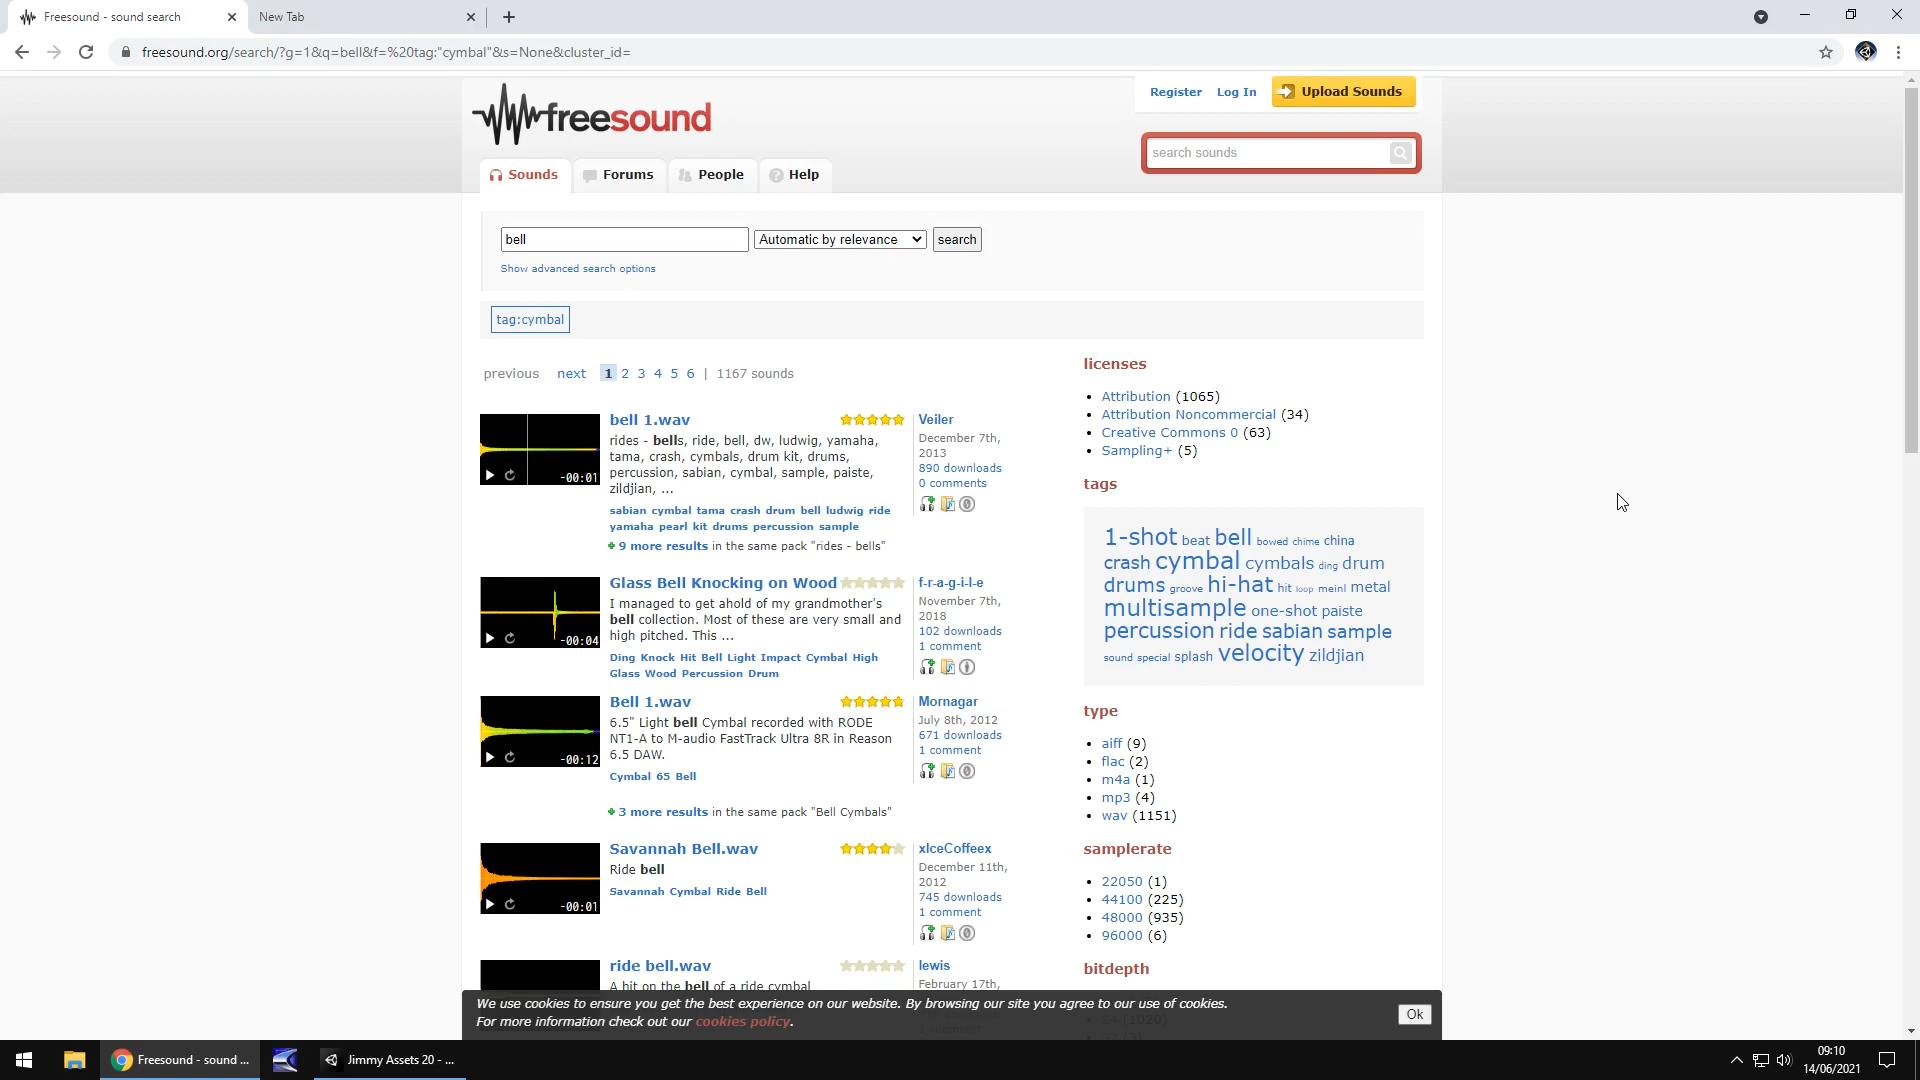 Freesound - sound search
New Tab
freesound.org/search/?g=1&q=bell&f=%20tag:"cymbal"&s=None&cluster_id=
freesound
Register
Log In
Upload Sounds
search sounds
Sounds
Forums
People
Help
bell
Automatic by relevance
search
Show advanced search options
tag:cymbal
previous next 1 2 3 4 5 6 | 1167 sounds
-00:01
bell 1.wav
rides - bells, ride, bell, dw, ludwig, yamaha,
tama, crash, cymbals, drum kit, drums,
percussion, sabian, cymbal, sample, paiste,
zildjian, ...
sabian cymbal tama crash drum bell ludwig ride
yamaha pearl kit drums percussion sample
9 more results in the same pack "rides - bells"
Veiler
December 7th,
2013
890 downloads
0 comments
-00:04
Glass Bell Knocking on Wood
I managed to get ahold of my grandmother's
bell collection. Most of these are very small and
high pitched. This ...
Ding Knock Hit Bell Light Impact Cymbal High
Glass Wood Percussion Drum
f-r-a-g-i-l-e
November 7th,
2018
102 downloads
1 comment
-00:12
Bell 1.wav
6.5" Light bell Cymbal recorded with RODE
NT1-A to M-audio FastTrack Ultra 8R in Reason
6.5 DAW.
Cymbal 65 Bell
3 more results in the same pack "Bell Cymbals"
Mornagar
July 8th, 2012
671 downloads
1 comment
-00:01
Savannah Bell.wav
Ride bell
Savannah Cymbal Ride Bell
xIceCoffeex
December 11th,
2012
745 downloads
1 comment
ride bell.wav
A hit on the bell of a ride cymbal
lewis
February 17th,
licenses
Attribution (1065)
Attribution Noncommercial (34)
Creative Commons 0 (63)
Sampling+ (5)
tags
1-shot beat bell bowed chime china
crash cymbal cymbals ding drum
drums groove hi-hat hit loop meinl metal
multisample one-shot paiste
percussion ride sabian sample
sound special splash velocity zildjian
type
aiff (9)
flac (2)
m4a (1)
mp3 (4)
wav (1151)
samplerate
22050 (1)
44100 (225)
48000 (935)
96000 (6)
bitdepth
24 (1020)
We use cookies to ensure you get the best experience on our website. By browsing our site you agree to our use of cookies.
For more information check out our cookies policy.
Ok
Freesound - sound ...
Jimmy Assets 20 - ...
09:10
14/06/2021